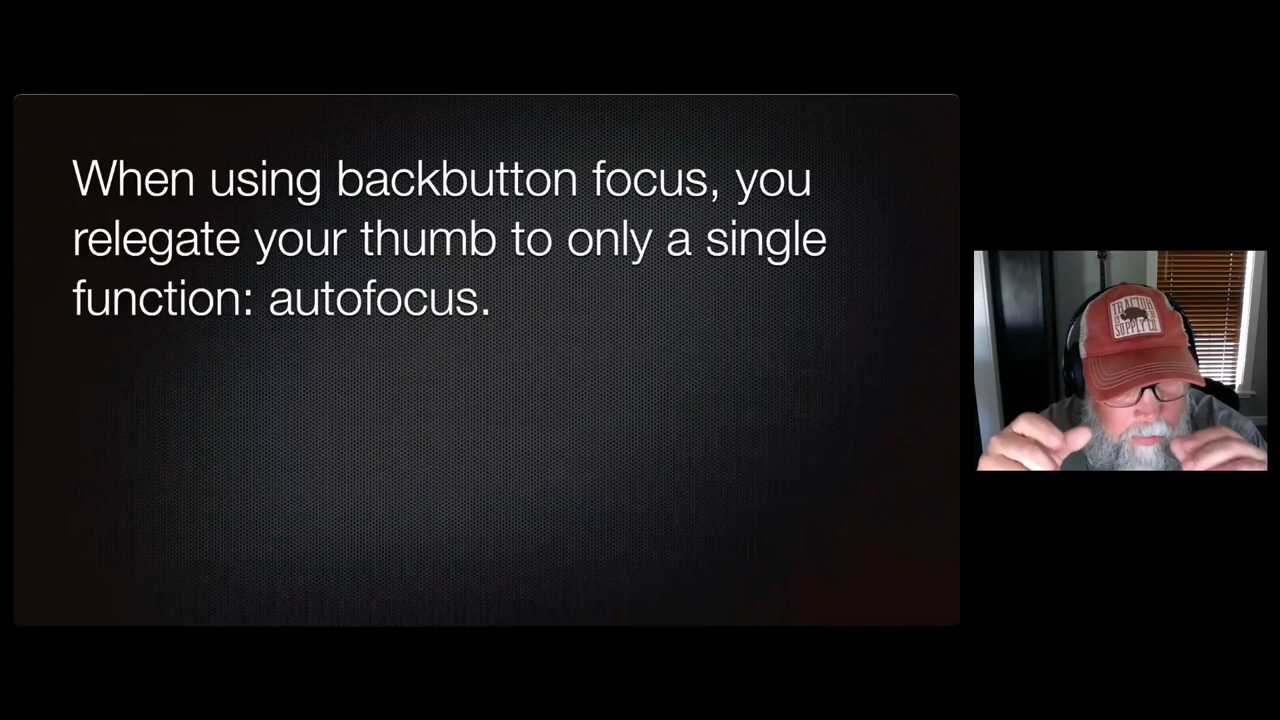 When using backbutton focus, you
relegate your thumb to only a single
function: autofocus.
TRACTOR
SUPPLY CO